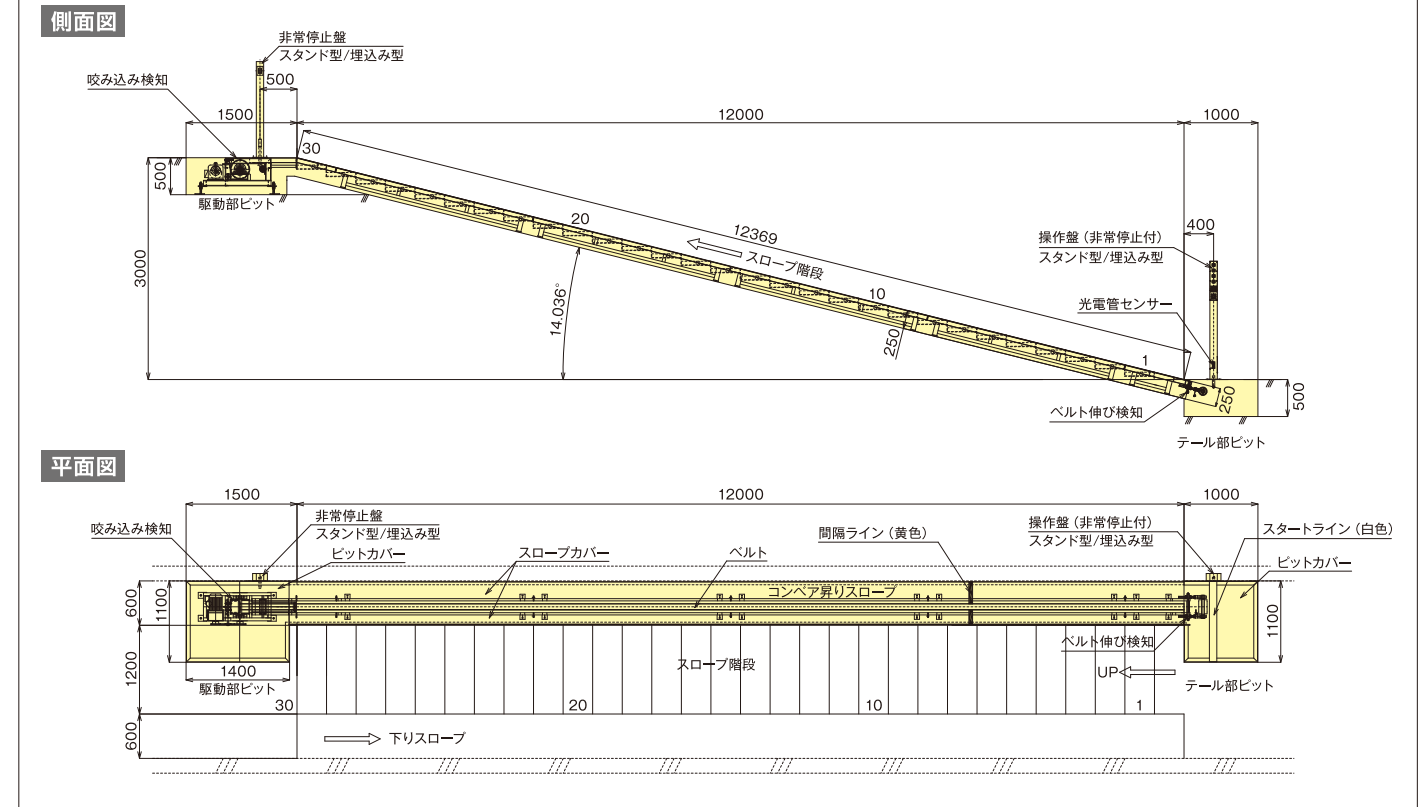 側面図
非常停止盤
スタンド型/埋込み型
咬み込み検知
500
1500
12000
1000
30
500
駆動部ピット
3000
20
12369
スロープ階段
14.036°
10
250
1
400
操作盤（非常停止付）
スタンド型/埋込み型
光電管センサー
ベルト伸び検知
250
500
テール部ピット
平面図
1500
12000
1000
咬み込み検知
非常停止盤
スタンド型/埋込み型
ピットカバー
スロープカバー
ベルト
間隔ライン（黄色）
操作盤（非常停止付）
スタンド型/埋込み型
スタートライン（白色）
ピットカバー
600
1100
コンベア昇りスロープ
1100
ベルト伸び検知
1200
1400
駆動部ピット
スロープ階段
UP
テール部ピット
30
20
10
1
600
下りスロープ